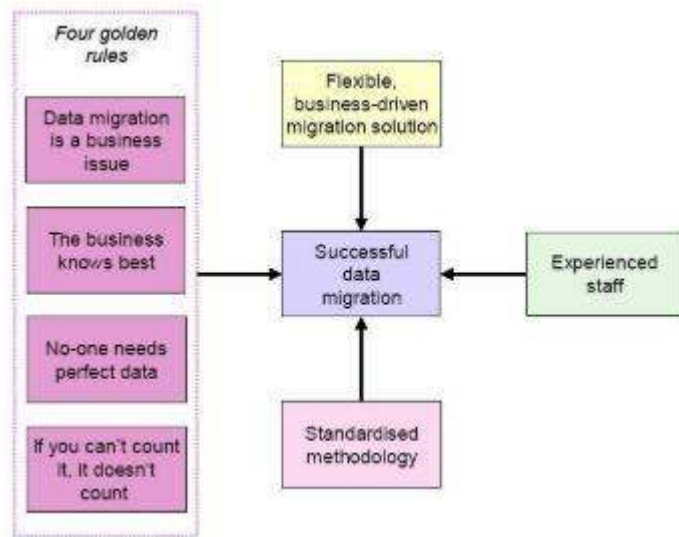 Four golden
rules
Data migration
is a business
issue
The business
knows best
No-one needs
perfect data
If you can't count
it, it doesn't
count
Flexible,
business-driven
migration solution
Successful
data
migration
Experienced
staff
Standardised
methodology